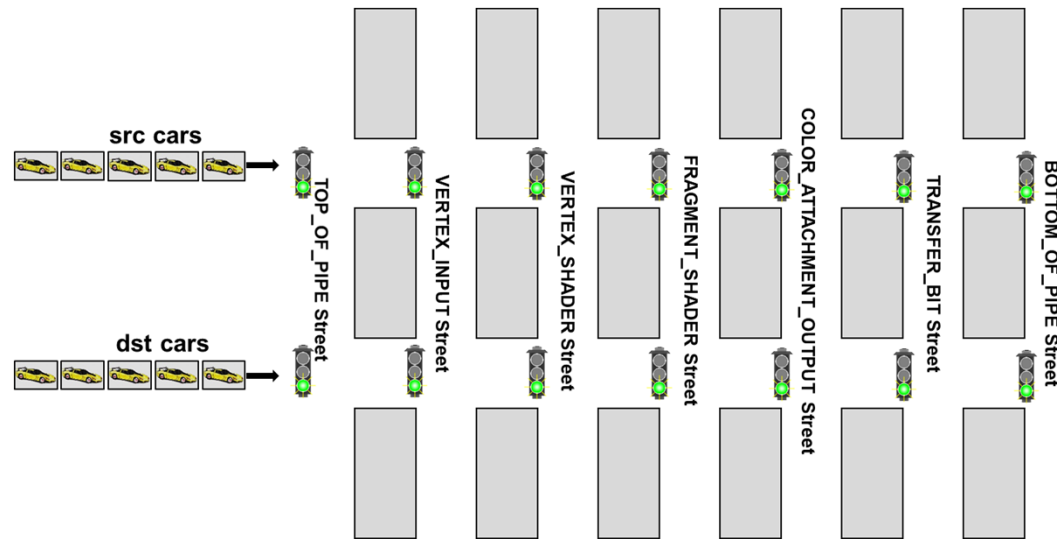 src cars
dst cars
TOP_OF_PIPE Street
VERTEX_INPUT Street
VERTEX_SHADER Street
FRAGMENT_SHADER Street
COLOR_ATTACHMENT_OUTPUT Street
TRANSFER_BIT Street
BOTTOM_OF_PIPE Street